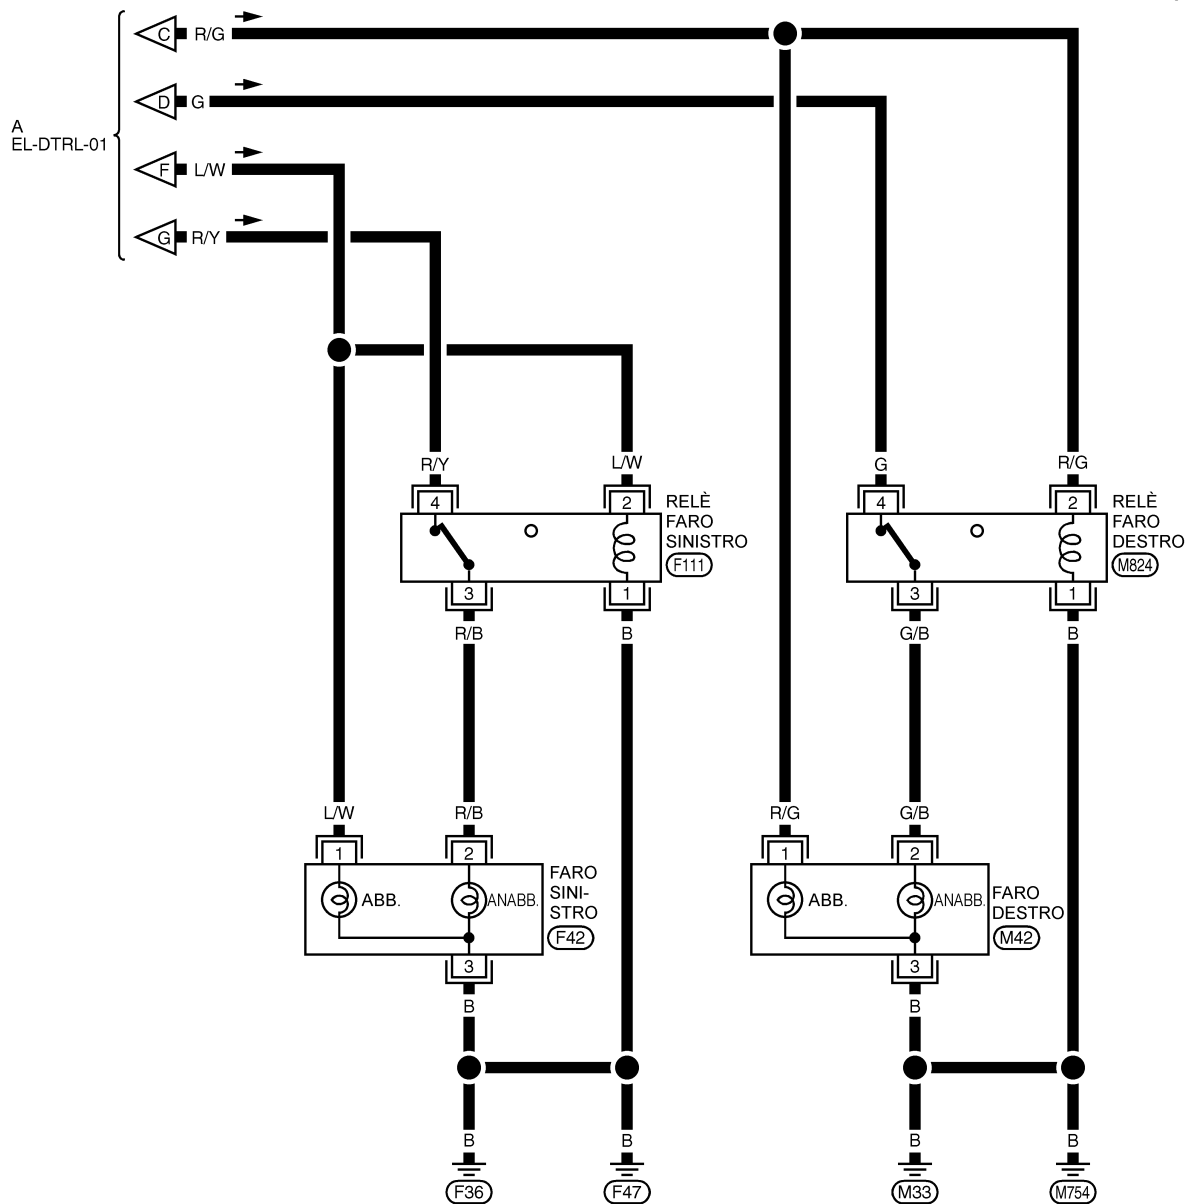 C R/G
D G
A
EL-DTRL-01
F L/W
G R/Y
R/Y L/W G R/G
4 2 RELÈ
FARO
SINISTRO
F111
4 2 RELÈ
FARO
DESTRO
M824
3 1 3 1
R/B B G/B B
L/W R/B R/G G/B
1 2 1 2
ABB. ANABB.
FARO
SINI-
STRO
F42
ABB. ANABB.
FARO
DESTRO
M42
3 3
B B
B B B B
F36 F47 M33 M754